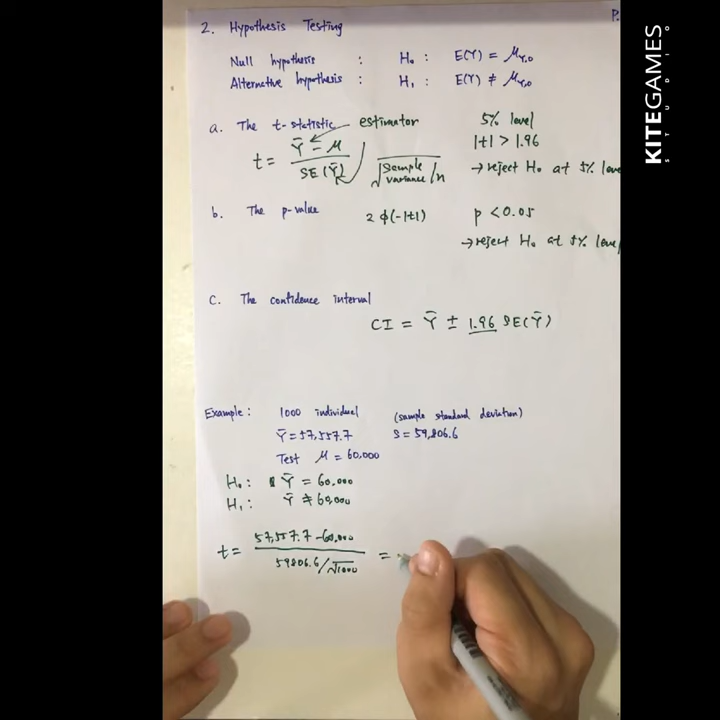 P.
2. Hypothesis Testing
Null hypothesis : H₀ : E(Y) = μY,0
Alternative hypothesis : H₁ : E(Y) ≠ μY,0
a. The t-statistic estimator 5% level
t = Ȳ - μ / SE(Ȳ) |t| > 1.96
√sample variance/n → reject H₀ at 5% leve
b. The p-value 2Φ(-|t|) p < 0.05
→ reject H₀ at 5% leve
c. The confidence interval
CI = Ȳ ± 1.96 SE(Ȳ)
Example: 1000 individual (sample standard deviation)
Ȳ = 57,557.7 S = 59,806.6
Test μ = 60,000
H₀: Ȳ = 60,000
H₁: Ȳ ≠ 60,000
t = 57,557.7 - 60,000 / 59806.6/√1000 = -
KITEGAMES
STUDIO